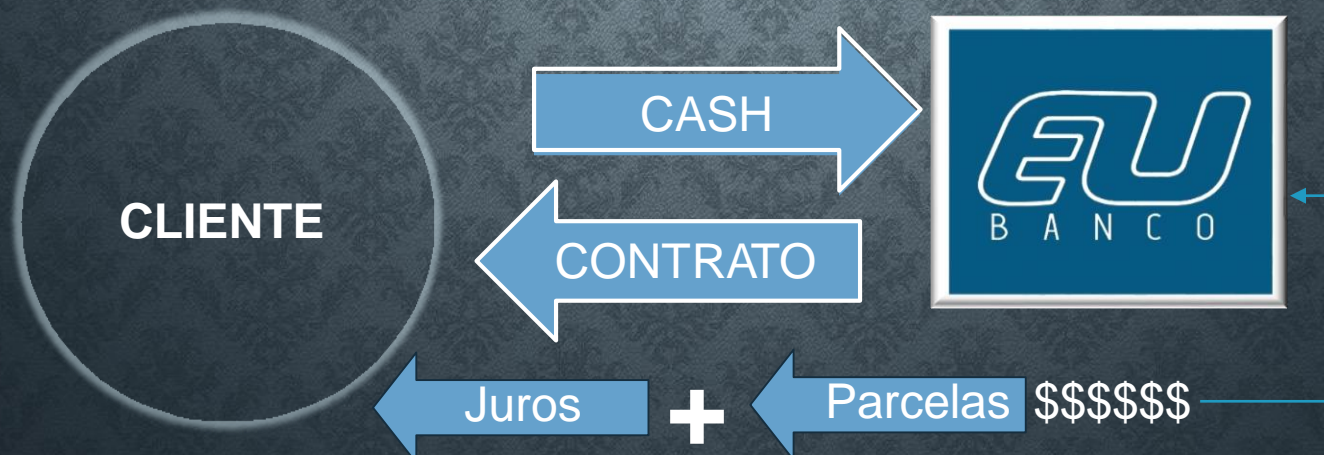 CASH
EU
BANCO
CLIENTE
CONTRATO
Juros + Parcelas $$$$$$